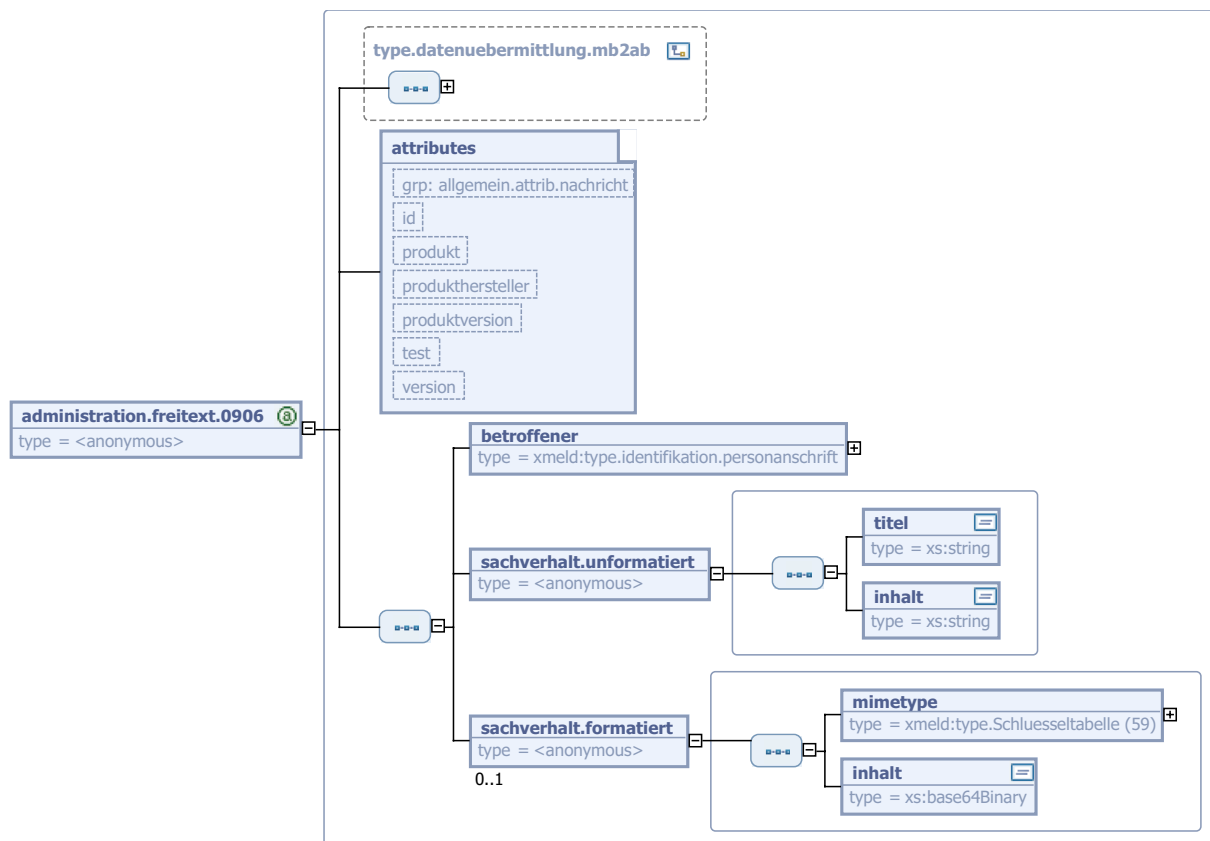 type.datenuebermittlung.mb2ab
attributes
grp: allgemein.attrib.nachricht
id
produkt
produkthersteller
produktversion
test
version
administration.freitext.0906 a
type = <anonymous>
betroffener
type = xmeld:type.identifikation.personanschrift
sachverhalt.unformatiert
type = <anonymous>
titel
type = xs:string
inhalt
type = xs:string
sachverhalt.formatiert
type = <anonymous>
0..1
mimetype
type = xmeld:type.Schluesseltabelle (59)
inhalt
type = xs:base64Binary